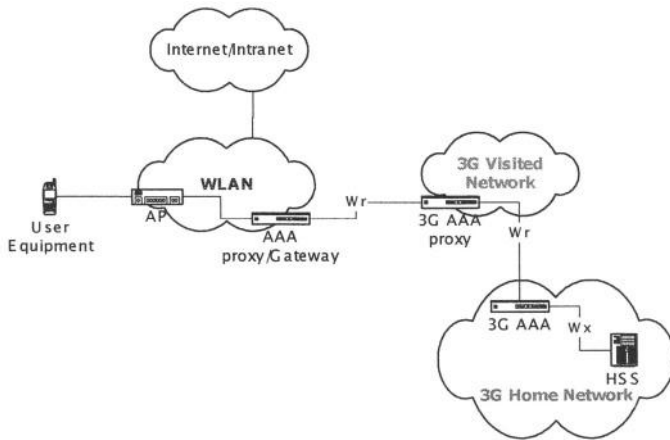 Internet/Intranet
WLAN
AP
User
Equipment
AAA
proxy/Gateway
Wr
3G Visited
Network
3G AAA
proxy
Wr
3G AAA
Wx
HSS
3G Home Network